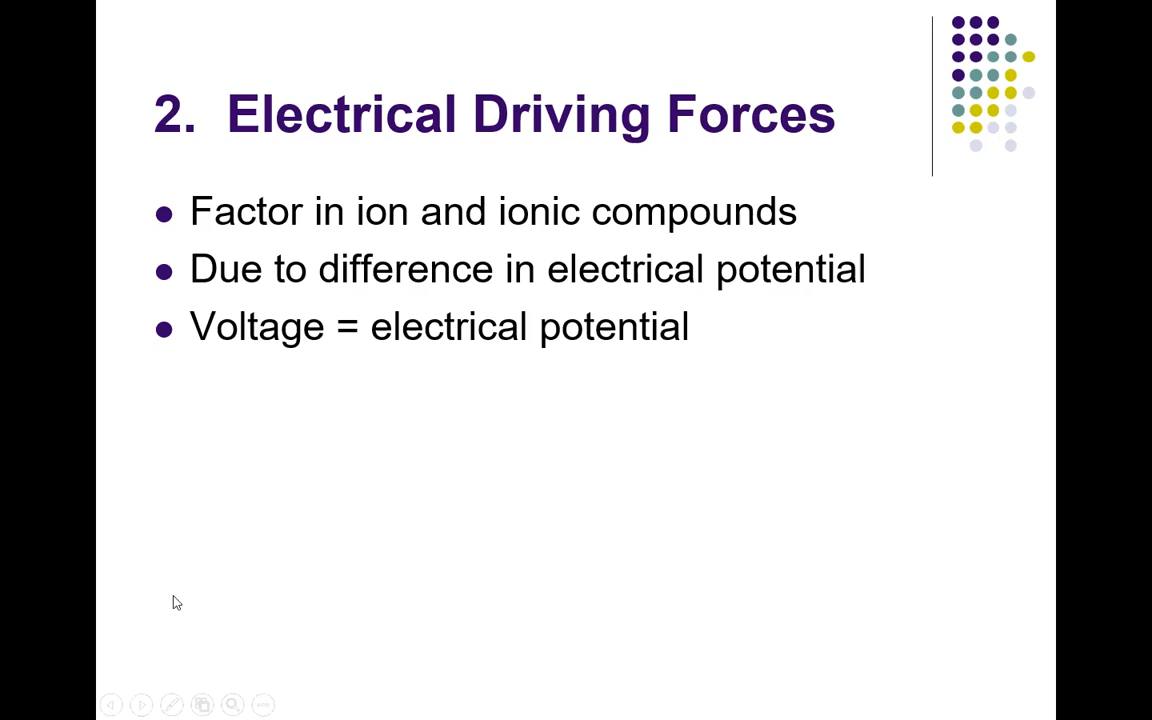 2. Electrical Driving Forces
Factor in ion and ionic compounds
Due to difference in electrical potential
Voltage = electrical potential